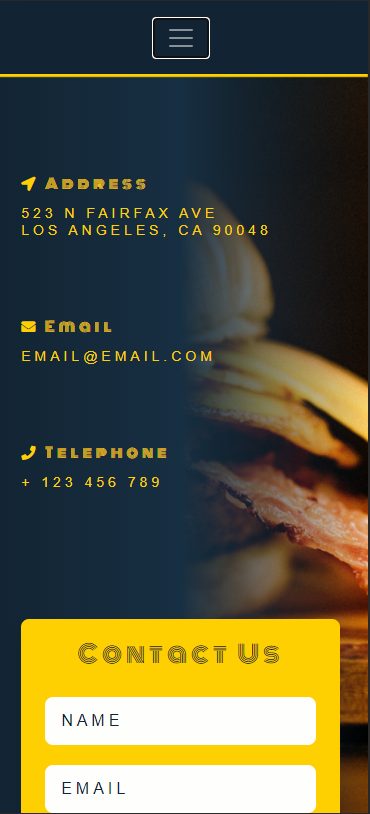 Address
523 N FAIRFAX AVE
LOS ANGELES, CA 90048
Email
EMAIL@EMAIL.COM
Telephone
+ 123 456 789
Contact Us
NAME
EMAIL